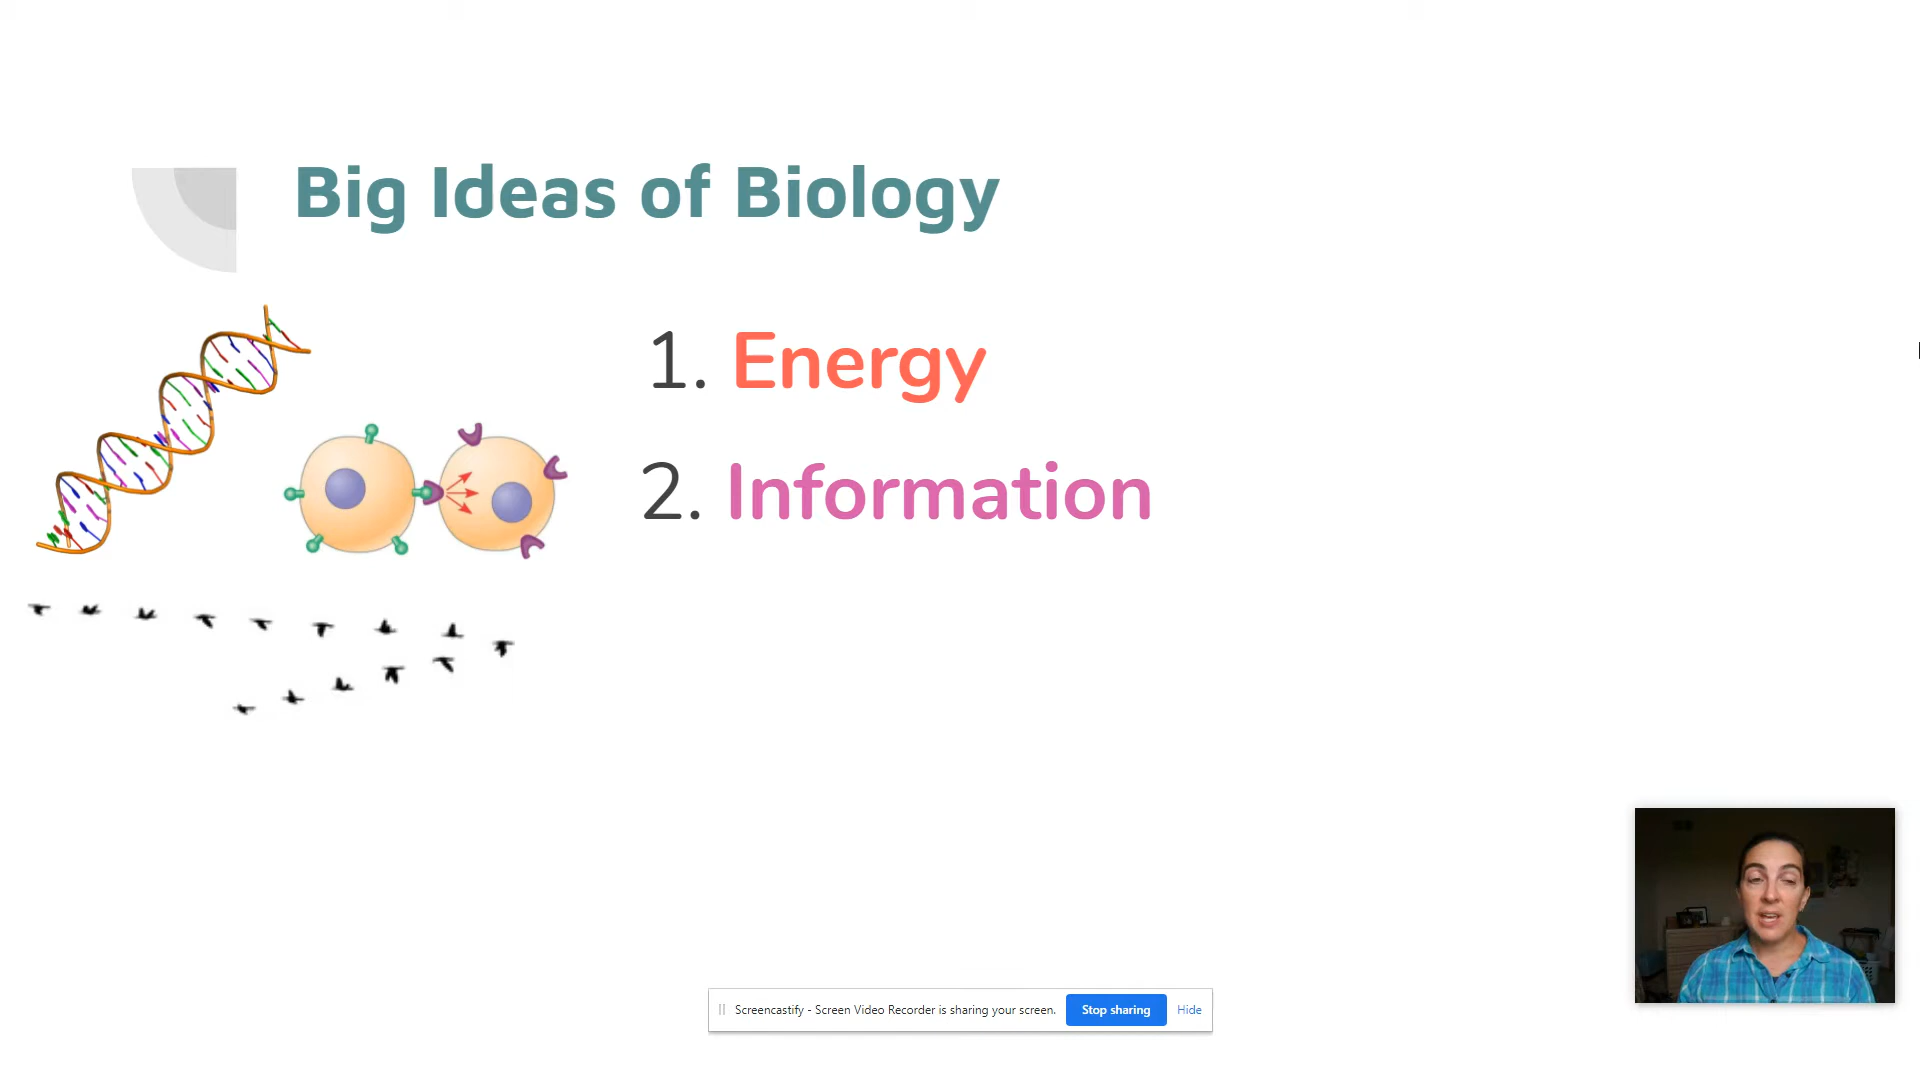 Big Ideas of Biology
1. Energy
2. Information
Screencastify - Screen Video Recorder is sharing your screen. Stop sharing Hide